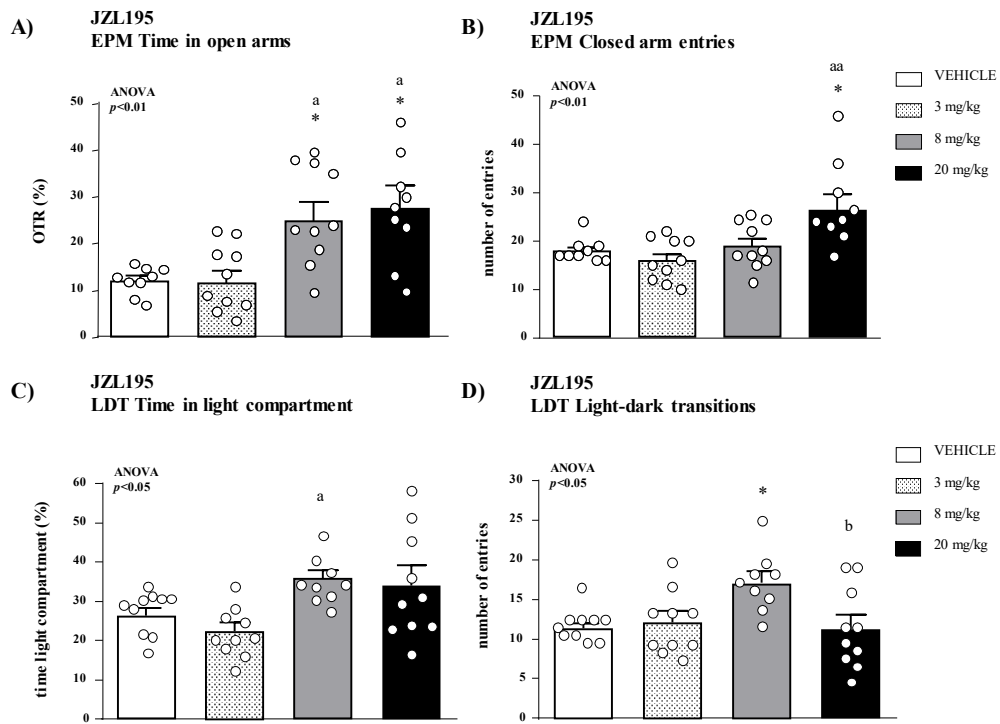 A)
JZL195
EPM Time in open arms
ANOVA
p<0.01
OTR (%)
50
40
30
20
10
0
a
*
a
*
B)
JZL195
EPM Closed arm entries
ANOVA
p<0.01
number of entries
50
40
30
20
10
0
aa
*
VEHICLE
3 mg/kg
8 mg/kg
20 mg/kg
C)
JZL195
LDT Time in light compartment
ANOVA
p<0.05
time light compartment (%)
60
50
40
30
20
10
0
a
D)
JZL195
LDT Light-dark transitions
ANOVA
p<0.05
number of entries
30
25
20
15
10
5
0
*
b
VEHICLE
3 mg/kg
8 mg/kg
20 mg/kg